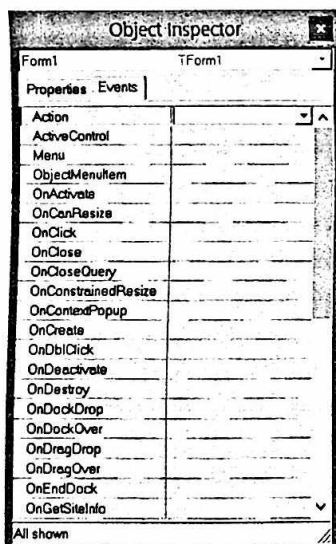 Object Inspector
Form1 TForm1
Properties Events
Action
ActiveControl
Menu
ObjectMenuItem
OnActivate
OnCanResize
OnClick
OnClose
OnCloseQuery
OnConstrainedResize
OnContextPopup
OnCreate
OnDblClick
OnDeactivate
OnDestroy
OnDockDrop
OnDockOver
OnDragDrop
OnDragOver
OnEndDock
OnGetSiteInfo
All shown